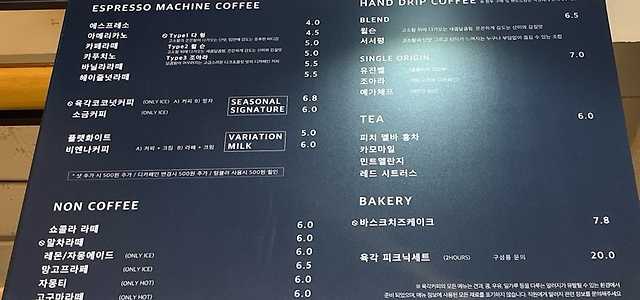 ESPRESSO MACHINE COFFEE
에스프레소 4.0
아메리카노 4.5
카페라떼 5.0
카푸치노 5.0
바닐라라떼 5.5
헤이즐넛라떼 5.5
Type1 다 힘
Type2 윌슨
Type3 조아라
육각코코넛커피 (ONLY ICE) A) 커피 B) 말차 6.8
소금커피 (ONLY ICE) 6.0
SEASONAL
SIGNATURE
플랫화이트 5.0
비엔나커피 A) 커피 + 크림 B) 라떼 + 크림 6.0
VARIATION
MILK
* 샷 추가 시 500원 추가 / 디카페인 변경시 500원 추가 / 텀블러 사용시 500원 할인
NON COFFEE
쇼콜라 라떼 6.0
말차라떼 6.0
레몬/자몽에이드 (ONLY ICE) 6.0
망고프라페 (ONLY ICE) 6.5
자몽티 (ONLY HOT) 6.0
고구마라떼 (ONLY HOT) 6.0
HAND DRIP COFFEE
BLEND 6.5
윌슨
서서평
SINGLE ORIGIN 7.0
유진벨
조아라
예가체프
TEA 6.0
피치 멜바 홍차
카모마일
민트엘란지
레드 시트러스
BAKERY
바스크치즈케이크 7.8
육각 피크닉세트 (2HOURS) 구성품 문의 20.0